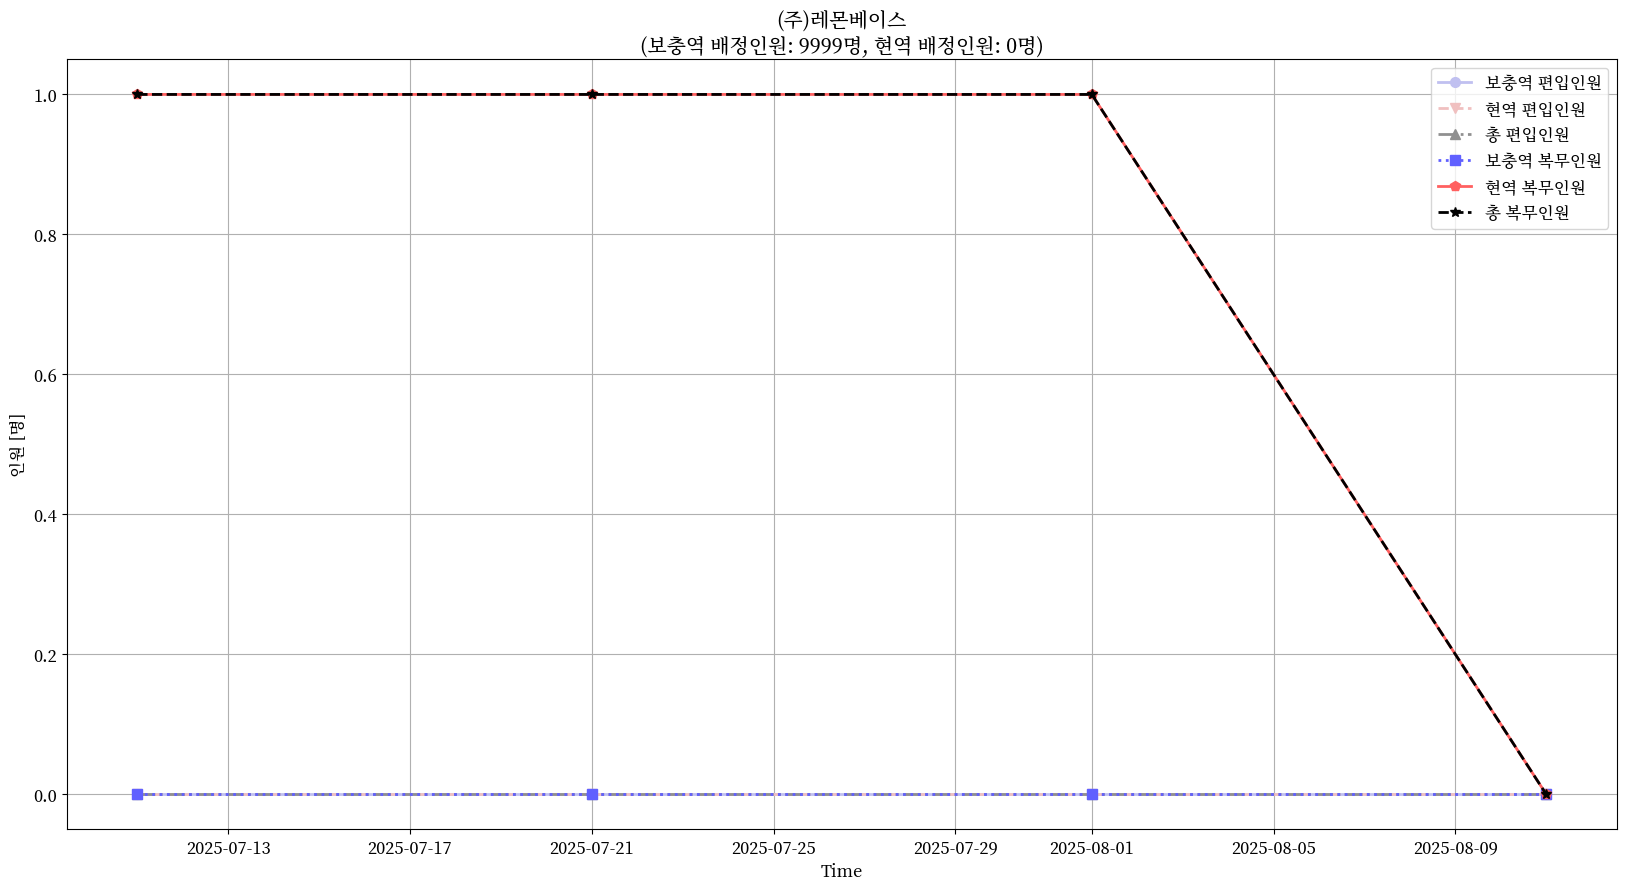 (주)레몬베이스
(보충역 배정인원: 9999명, 현역 배정인원: 0명)
보충역 편입인원
현역 편입인원
총 편입인원
보충역 복무인원
현역 복무인원
총 복무인원
인원 [명]
1.0
0.8
0.6
0.4
0.2
0.0
2025-07-13
2025-07-17
2025-07-21
2025-07-25
2025-07-29
2025-08-01
2025-08-05
2025-08-09
Time